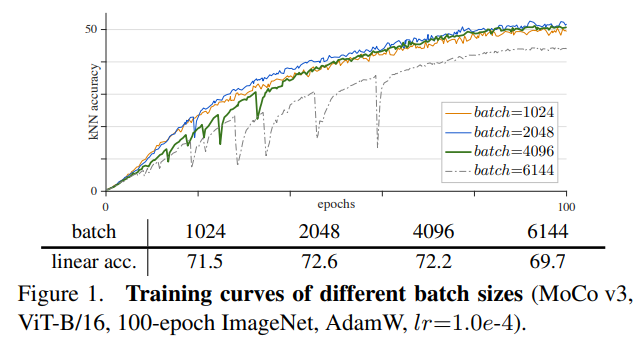 50
kNN accuracy
batch=1024
batch=2048
batch=4096
batch=6144
0
0 epochs 100
batch 1024 2048 4096 6144
linear acc. 71.5 72.6 72.2 69.7
Figure 1. Training curves of different batch sizes (MoCo v3,
ViT-B/16, 100-epoch ImageNet, AdamW, lr=1.0e-4).